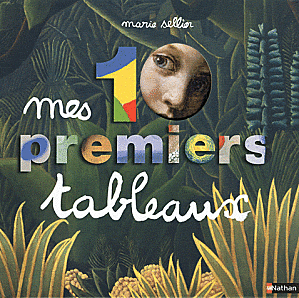 marie sellier
mes 10
premiers
tableaux
Nathan